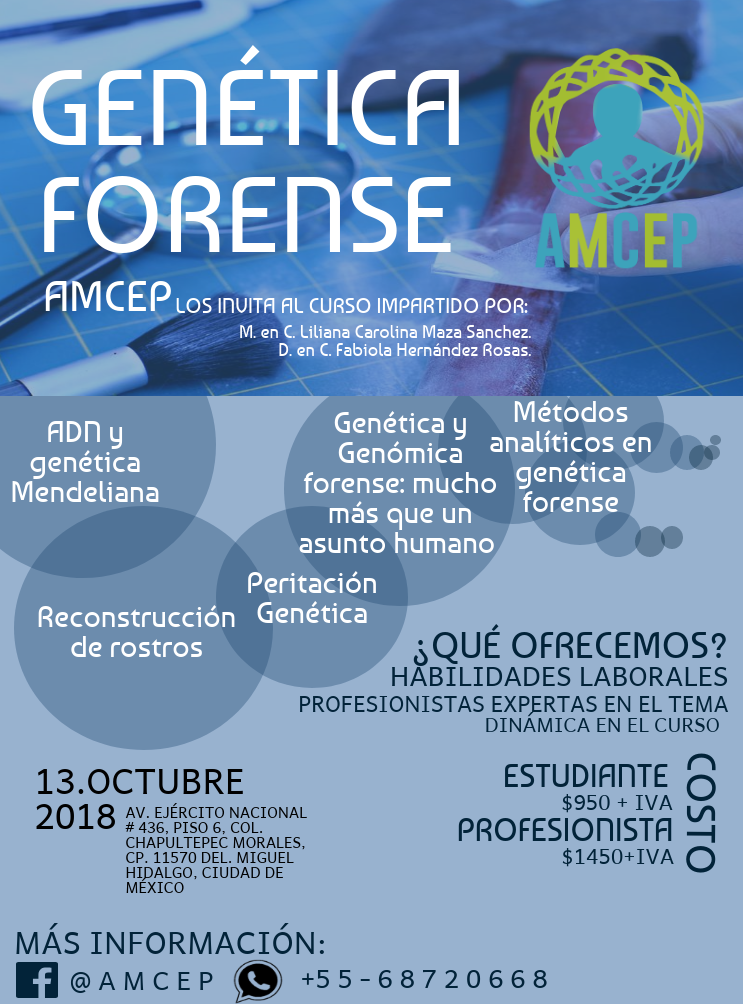 GENÉTICA
FORENSE
AMCEP
AMCEP LOS INVITA AL CURSO IMPARTIDO POR:
M. en C. Liliana Carolina Maza Sanchez.
D. en C. Fabiola Hernández Rosas.
ADN y
genética
Mendeliana
Genética y
Genómica
forense: mucho
más que un
asunto humano
Métodos
analíticos en
genética
forense
Peritación
Genética
Reconstrucción
de rostros
¿QUÉ OFRECEMOS?
HABILIDADES LABORALES
PROFESIONISTAS EXPERTAS EN EL TEMA
DINÁMICA EN EL CURSO
13.OCTUBRE
2018
AV. EJÉRCITO NACIONAL
# 436, PISO 6, COL.
CHAPULTEPEC MORALES,
CP. 11570 DEL. MIGUEL
HIDALGO, CIUDAD DE
MÉXICO
COSTO
ESTUDIANTE
$950 + IVA
PROFESIONISTA
$1450+IVA
MÁS INFORMACIÓN:
@AMCEP +55-68720668